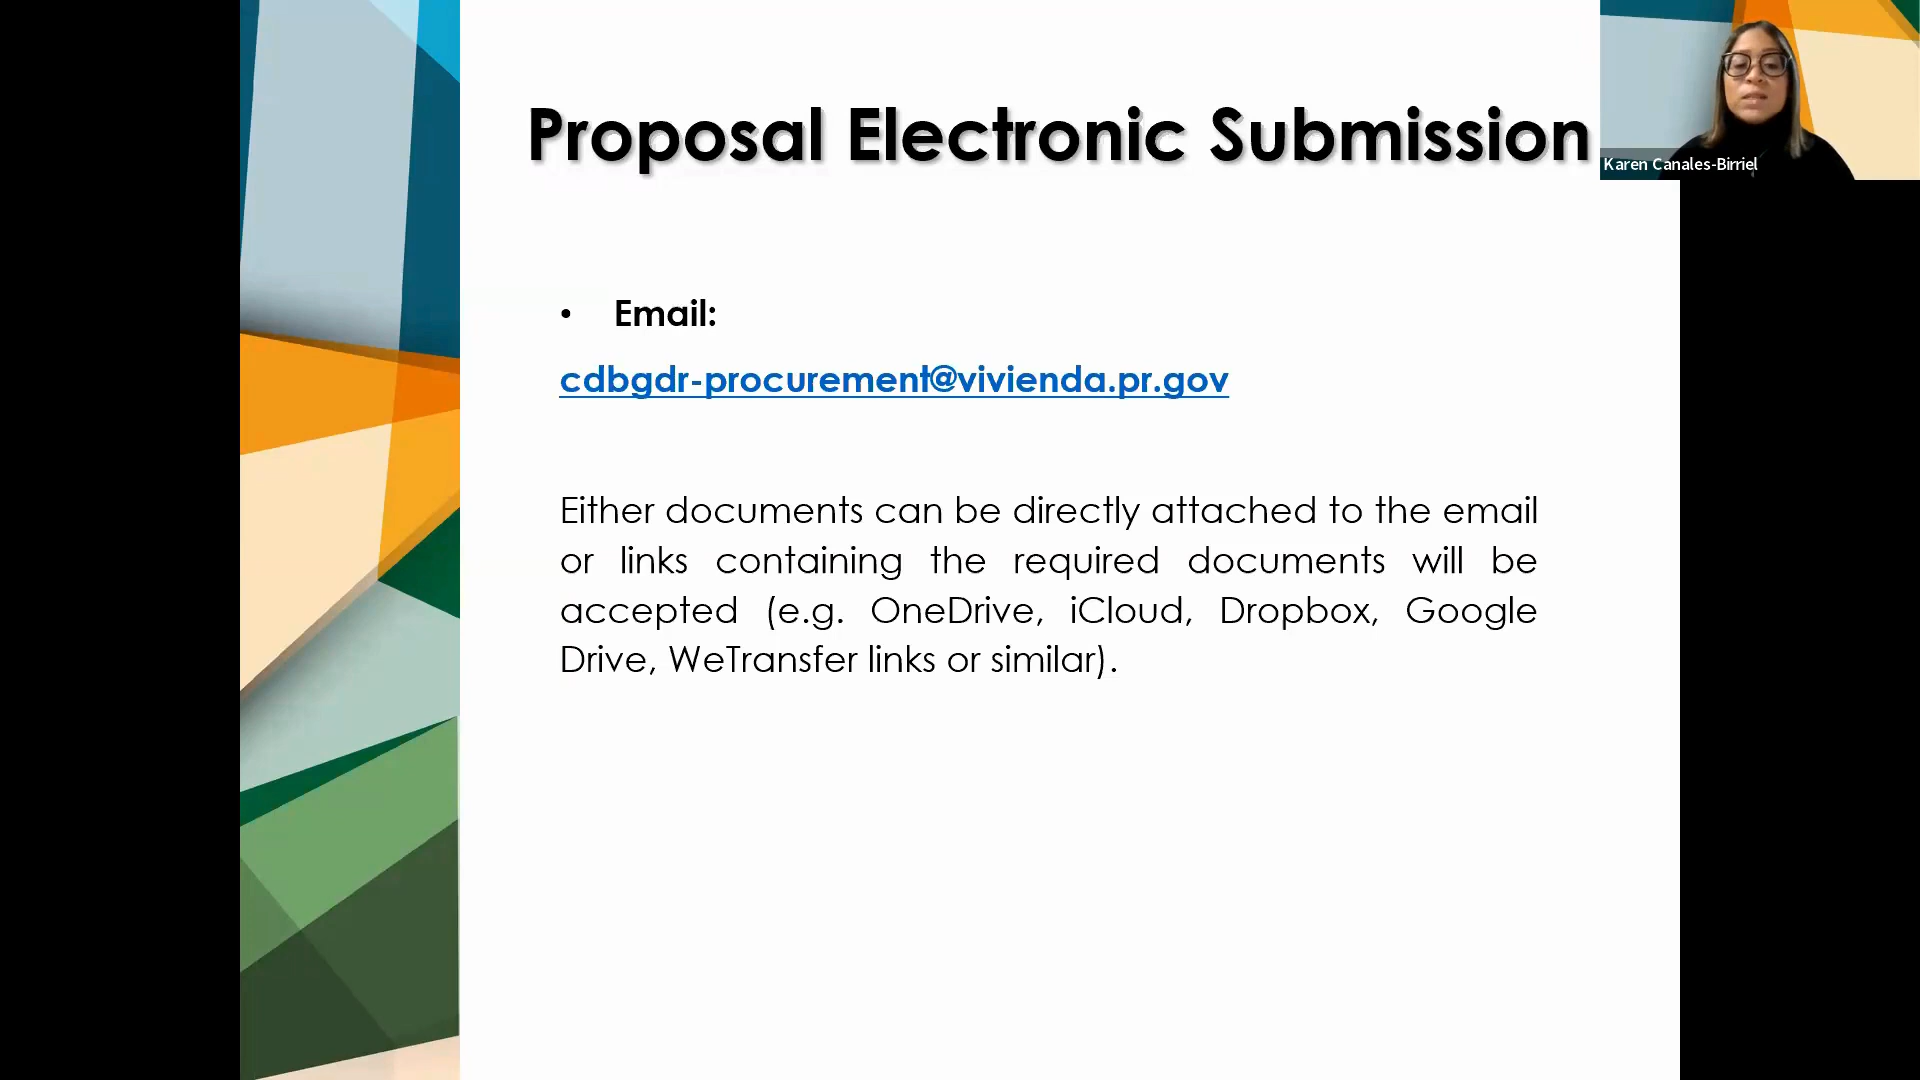 Proposal Electronic Submission
Karen Canales-Birriel
• Email:
cdbgdr-procurement@vivienda.pr.gov
Either documents can be directly attached to the email
or links containing the required documents will be
accepted (e.g. OneDrive, iCloud, Dropbox, Google
Drive, WeTransfer links or similar).